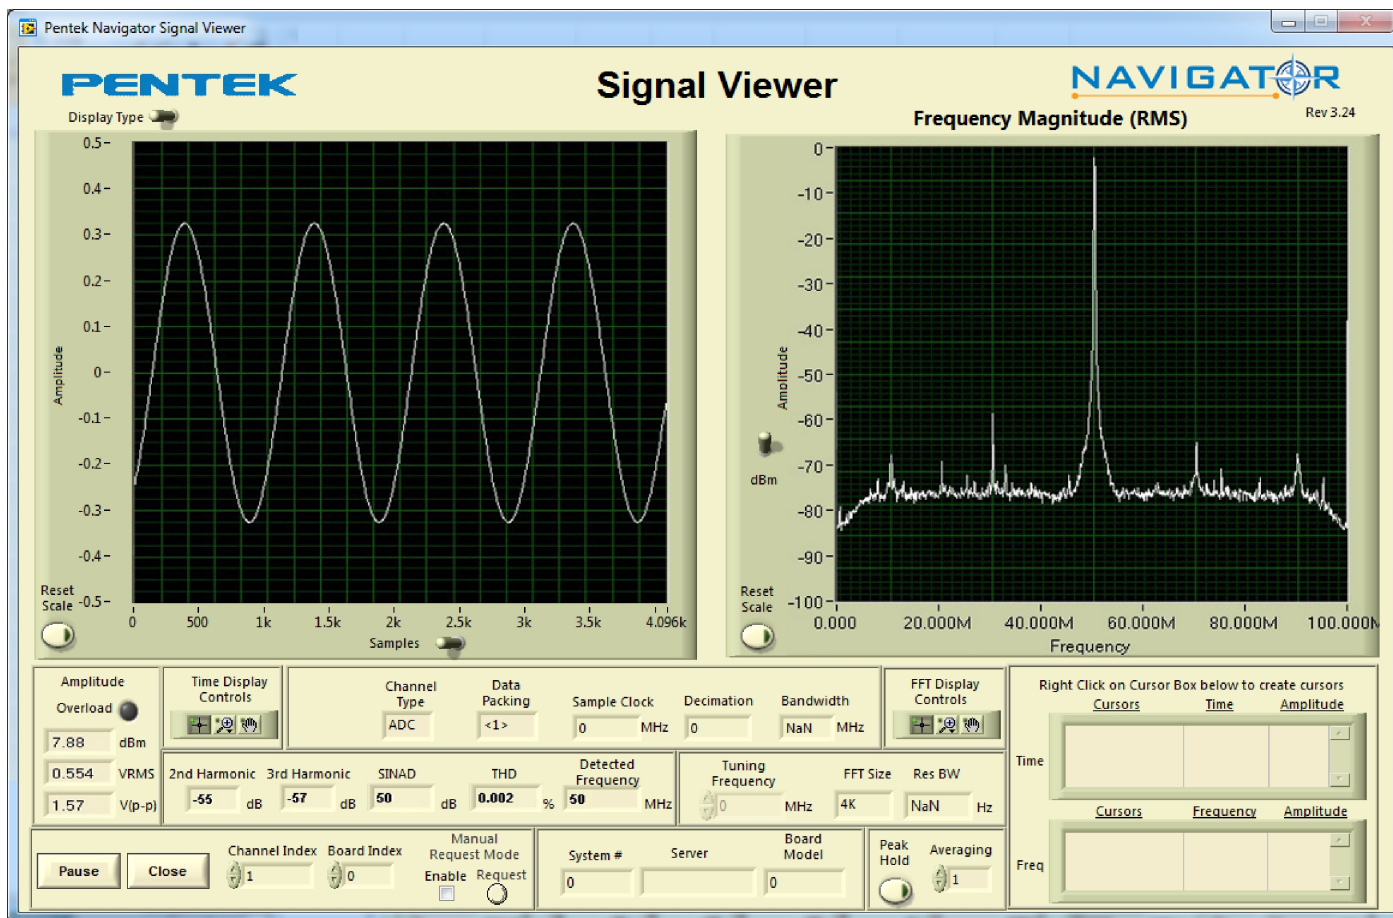 Pentek Navigator Signal Viewer
PENTEK
Signal Viewer
NAVIGATOR
Rev 3.24
Display Type
Frequency Magnitude (RMS)
0.5
0.4
0.3
0.2
0.1
0
-0.1
-0.2
-0.3
-0.4
-0.5
Amplitude
Reset
Scale
0 500 1k 1.5k 2k 2.5k 3k 3.5k 4.096k
Samples
0
-10
-20
-30
-40
-50
-60
-70
-80
-90
-100
Amplitude
dBm
Reset
Scale
0.000 20.000M 40.000M 60.000M 80.000M 100.000M
Frequency
Amplitude
Overload
7.88 dBm
0.554 VRMS
1.57 V(p-p)
Time Display
Controls
Channel
Type
ADC
Data
Packing
<1>
Sample Clock
0 MHz
Decimation
0
Bandwidth
NaN MHz
FFT Display
Controls
2nd Harmonic
-55 dB
3rd Harmonic
-57 dB
SINAD
50 dB
THD
0.002 %
Detected
Frequency
50 MHz
Tuning
Frequency
0 MHz
FFT Size
4K
Res BW
NaN Hz
Right Click on Cursor Box below to create cursors
Cursors Time Amplitude
Time
Cursors Frequency Amplitude
Freq
Pause
Close
Channel Index
1
Board Index
0
Manual
Request Mode
Enable Request
System #
0
Server
Board
Model
0
Peak
Hold
Averaging
1